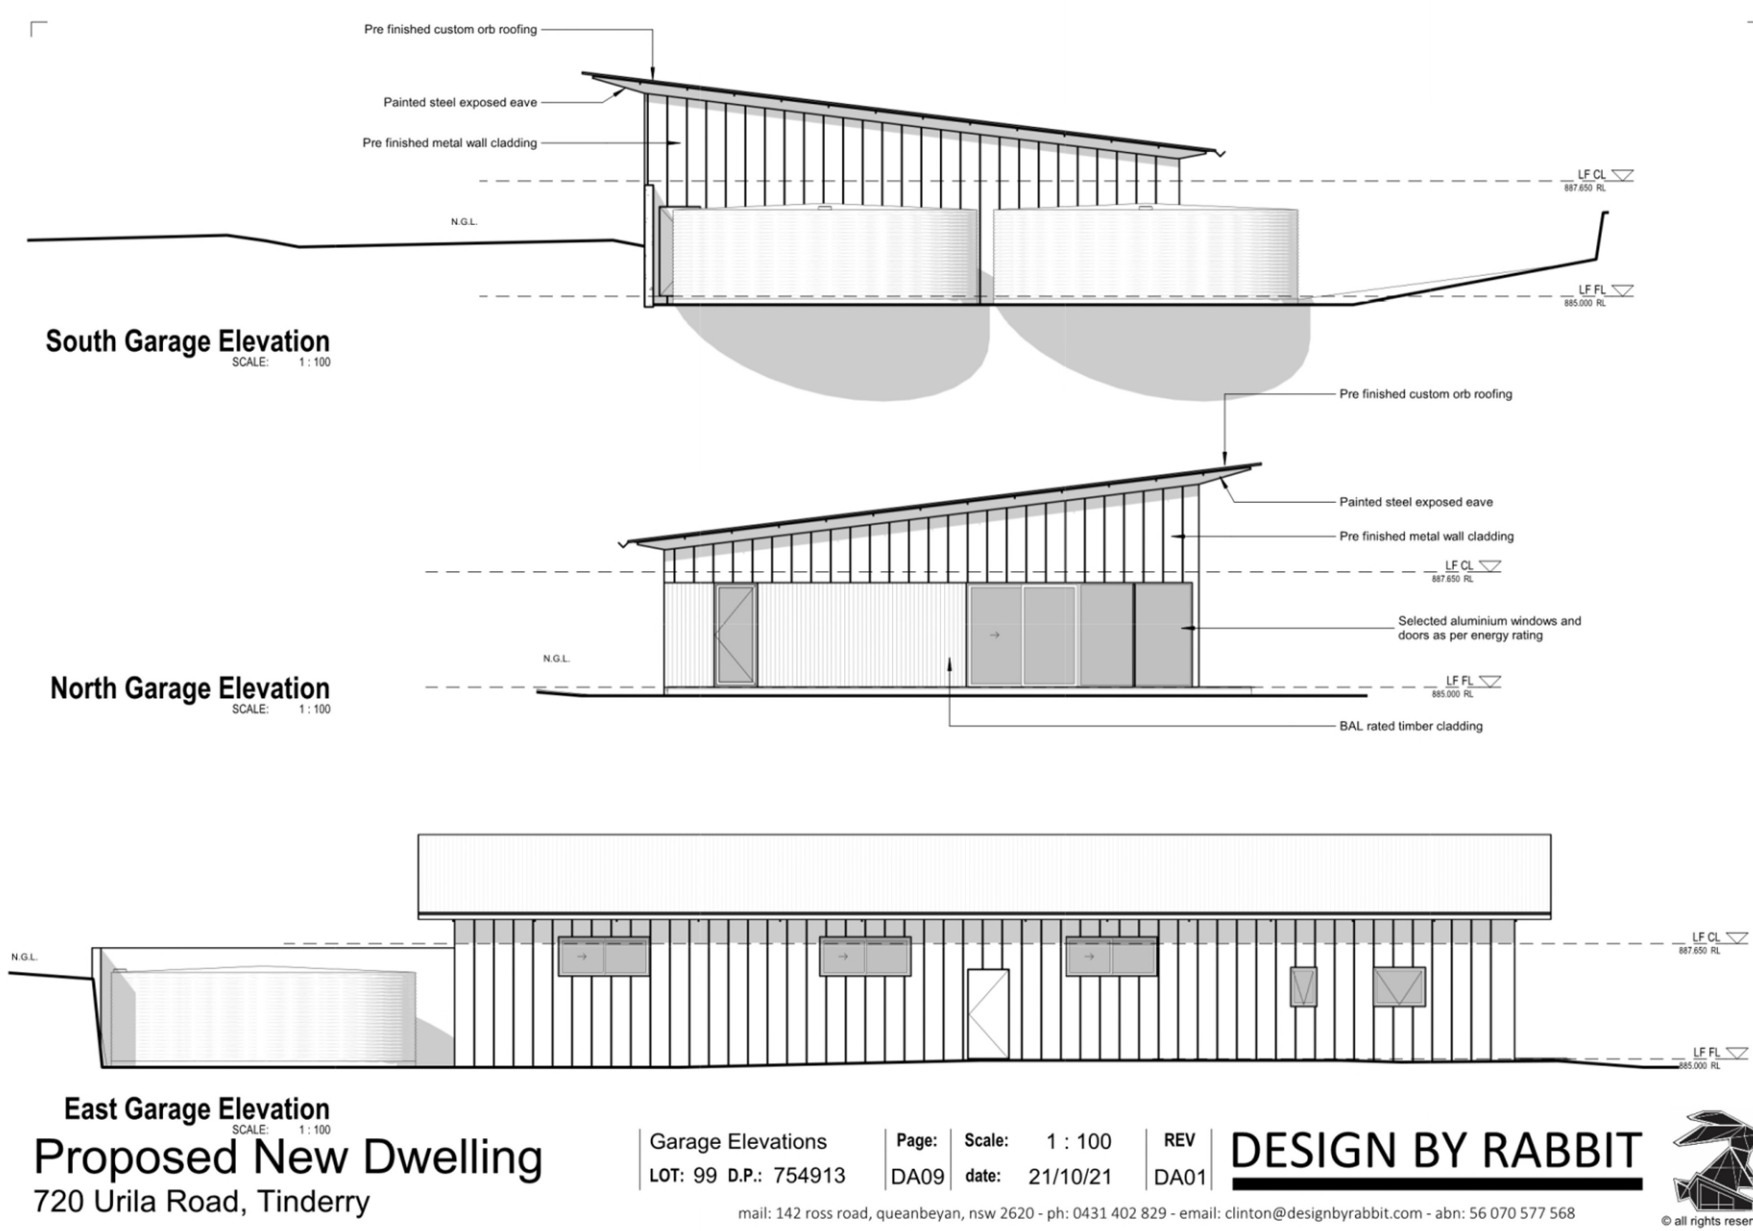 Pre finished custom orb roofing
Painted steel exposed eave
Pre finished metal wall cladding
LF CL
887.650 RL
N.G.L.
LF FL
885.000 RL
South Garage Elevation
SCALE: 1 : 100
Pre finished custom orb roofing
Painted steel exposed eave
Pre finished metal wall cladding
LF CL
887.650 RL
Selected aluminium windows and
doors as per energy rating
N.G.L.
LF FL
885.000 RL
North Garage Elevation
SCALE: 1 : 100
BAL rated timber cladding
LF CL
887.650 RL
N.G.L.
LF FL
885.000 RL
East Garage Elevation
SCALE: 1 : 100
Proposed New Dwelling
720 Urila Road, Tinderry
Garage Elevations
LOT: 99 D.P.: 754913
Page:
DA09
Scale: 1 : 100
date: 21/10/21
REV
DA01
DESIGN BY RABBIT
mail: 142 ross road, queanbeyan, nsw 2620 - ph: 0431 402 829 - email: clinton@designbyrabbit.com - abn: 56 070 577 568
© all rights reser